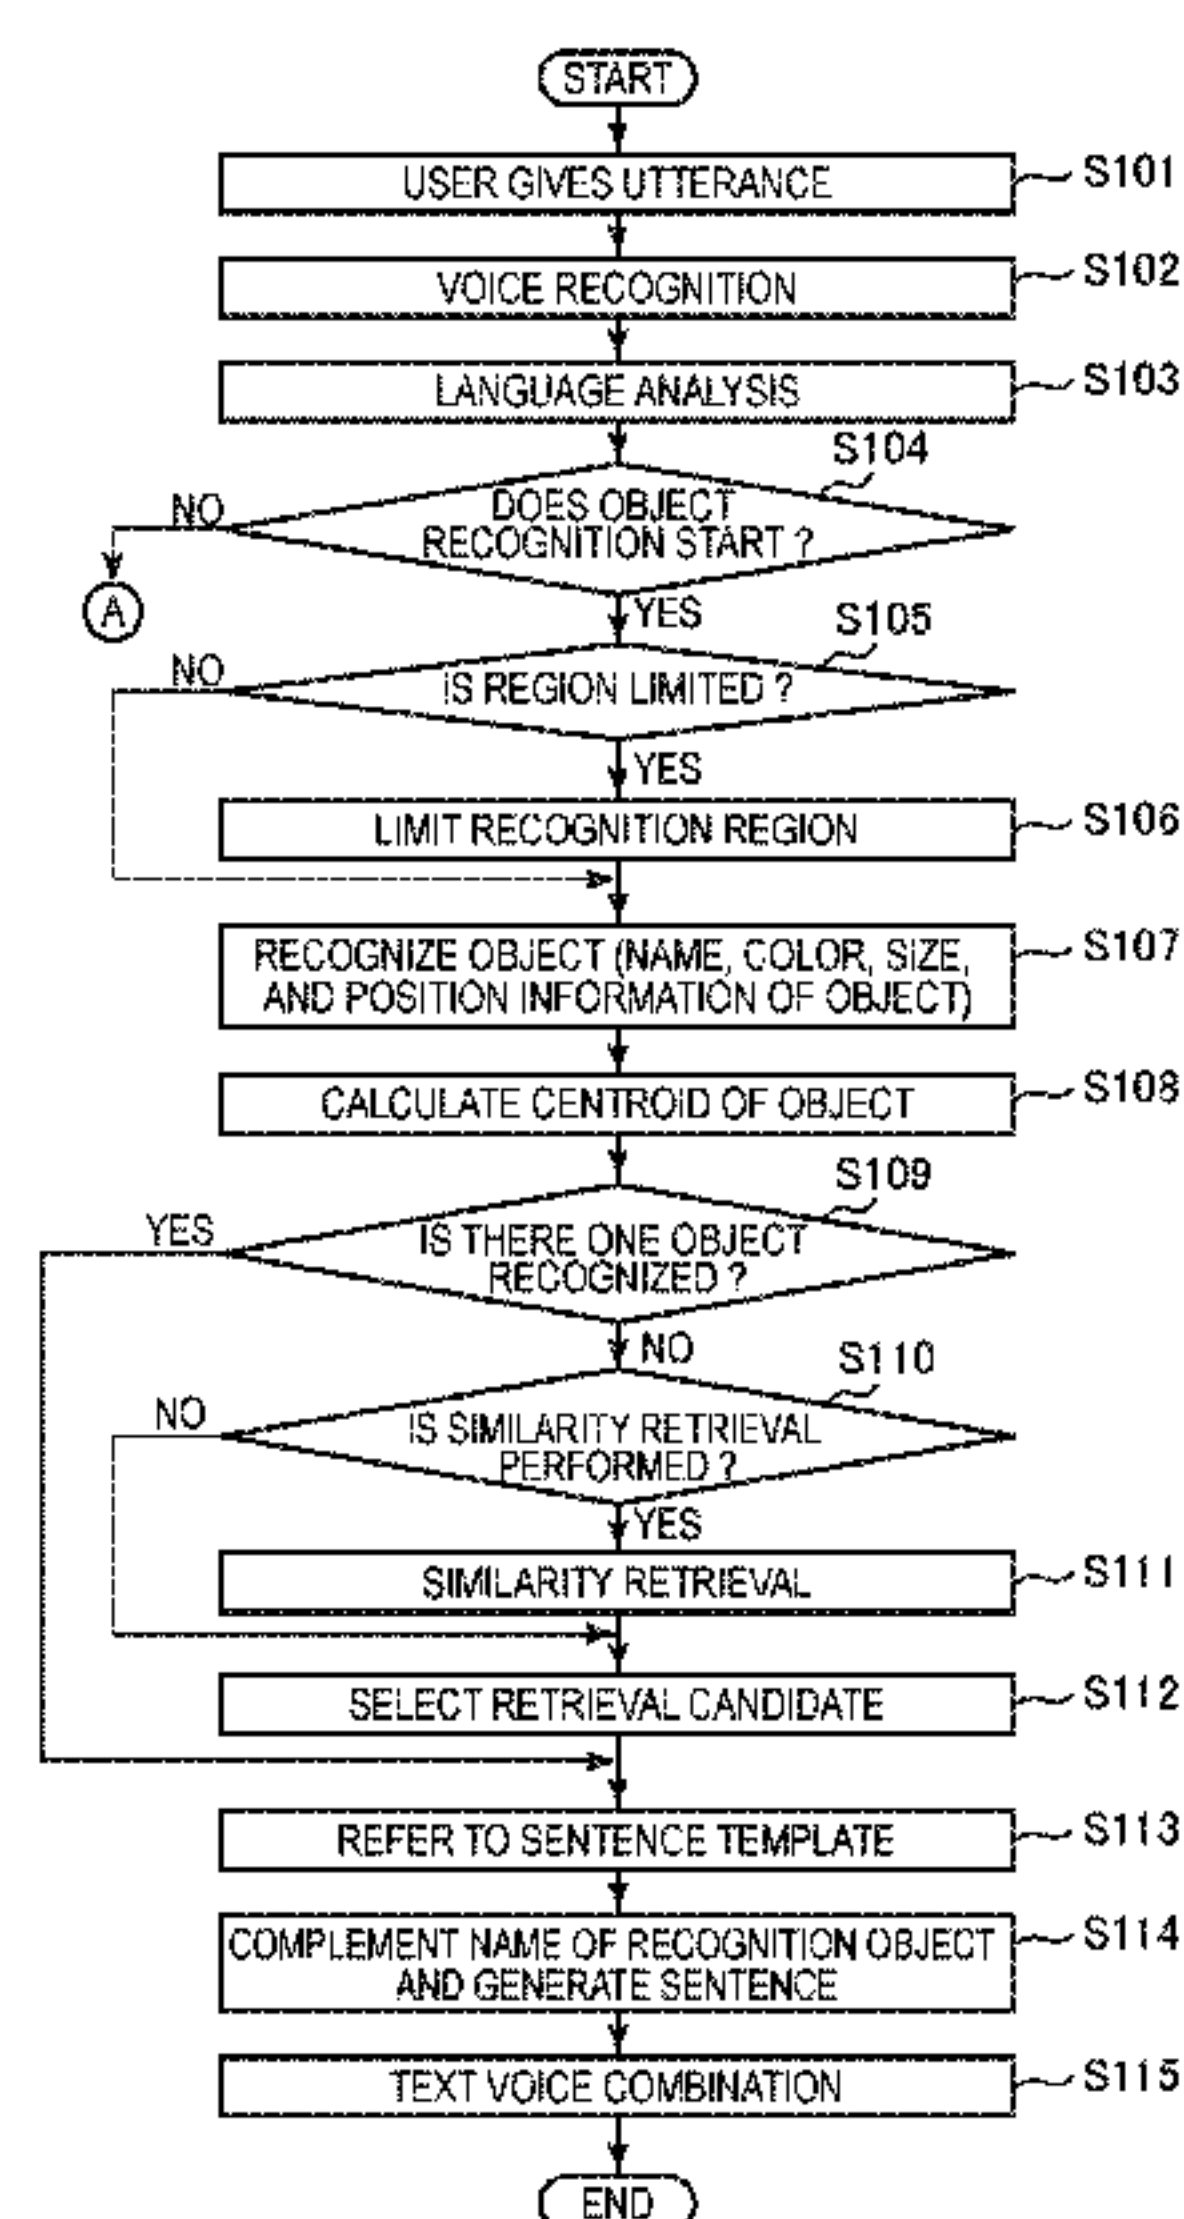 START
USER GIVES UTTERANCE
S101
VOICE RECOGNITION
S102
LANGUAGE ANALYSIS
S103
S104
NO
DOES OBJECT
RECOGNITION START ?
A
YES
S105
NO
IS REGION LIMITED ?
YES
LIMIT RECOGNITION REGION
S106
RECOGNIZE OBJECT (NAME, COLOR, SIZE,
AND POSITION INFORMATION OF OBJECT)
S107
CALCULATE CENTROID OF OBJECT
S108
S109
YES
IS THERE ONE OBJECT
RECOGNIZED ?
NO
S110
NO
IS SIMILARITY RETRIEVAL
PERFORMED ?
YES
SIMILARITY RETRIEVAL
S111
SELECT RETRIEVAL CANDIDATE
S112
REFER TO SENTENCE TEMPLATE
S113
COMPLEMENT NAME OF RECOGNITION OBJECT
AND GENERATE SENTENCE
S114
TEXT VOICE COMBINATION
S115
END